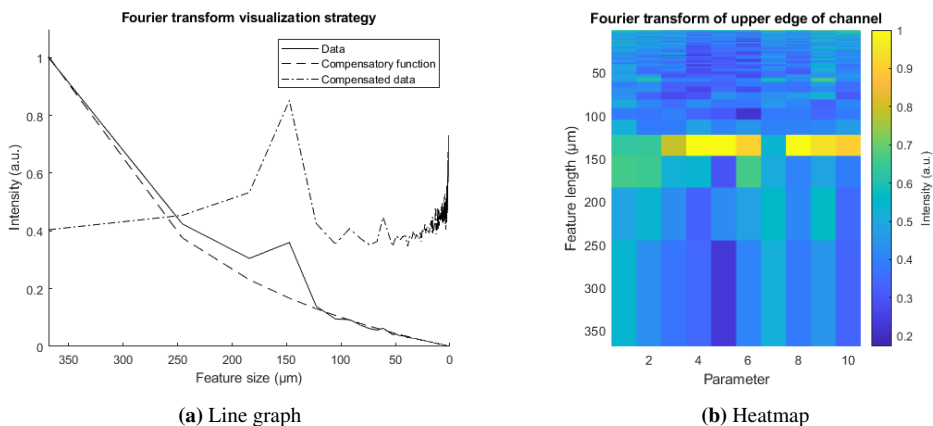 Fourier transform visualization strategy
Data
Compensatory function
Compensated data
1
0.8
0.6
0.4
0.2
0
Intensity (a.u.)
350 300 250 200 150 100 50 0
Feature size (μm)
(a) Line graph
Fourier transform of upper edge of channel
50
100
150
200
250
300
350
Feature length (μm)
2 4 6 8 10
Parameter
1
0.9
0.8
0.7
0.6
0.5
0.4
0.3
0.2
Intensity (a.u.)
(b) Heatmap